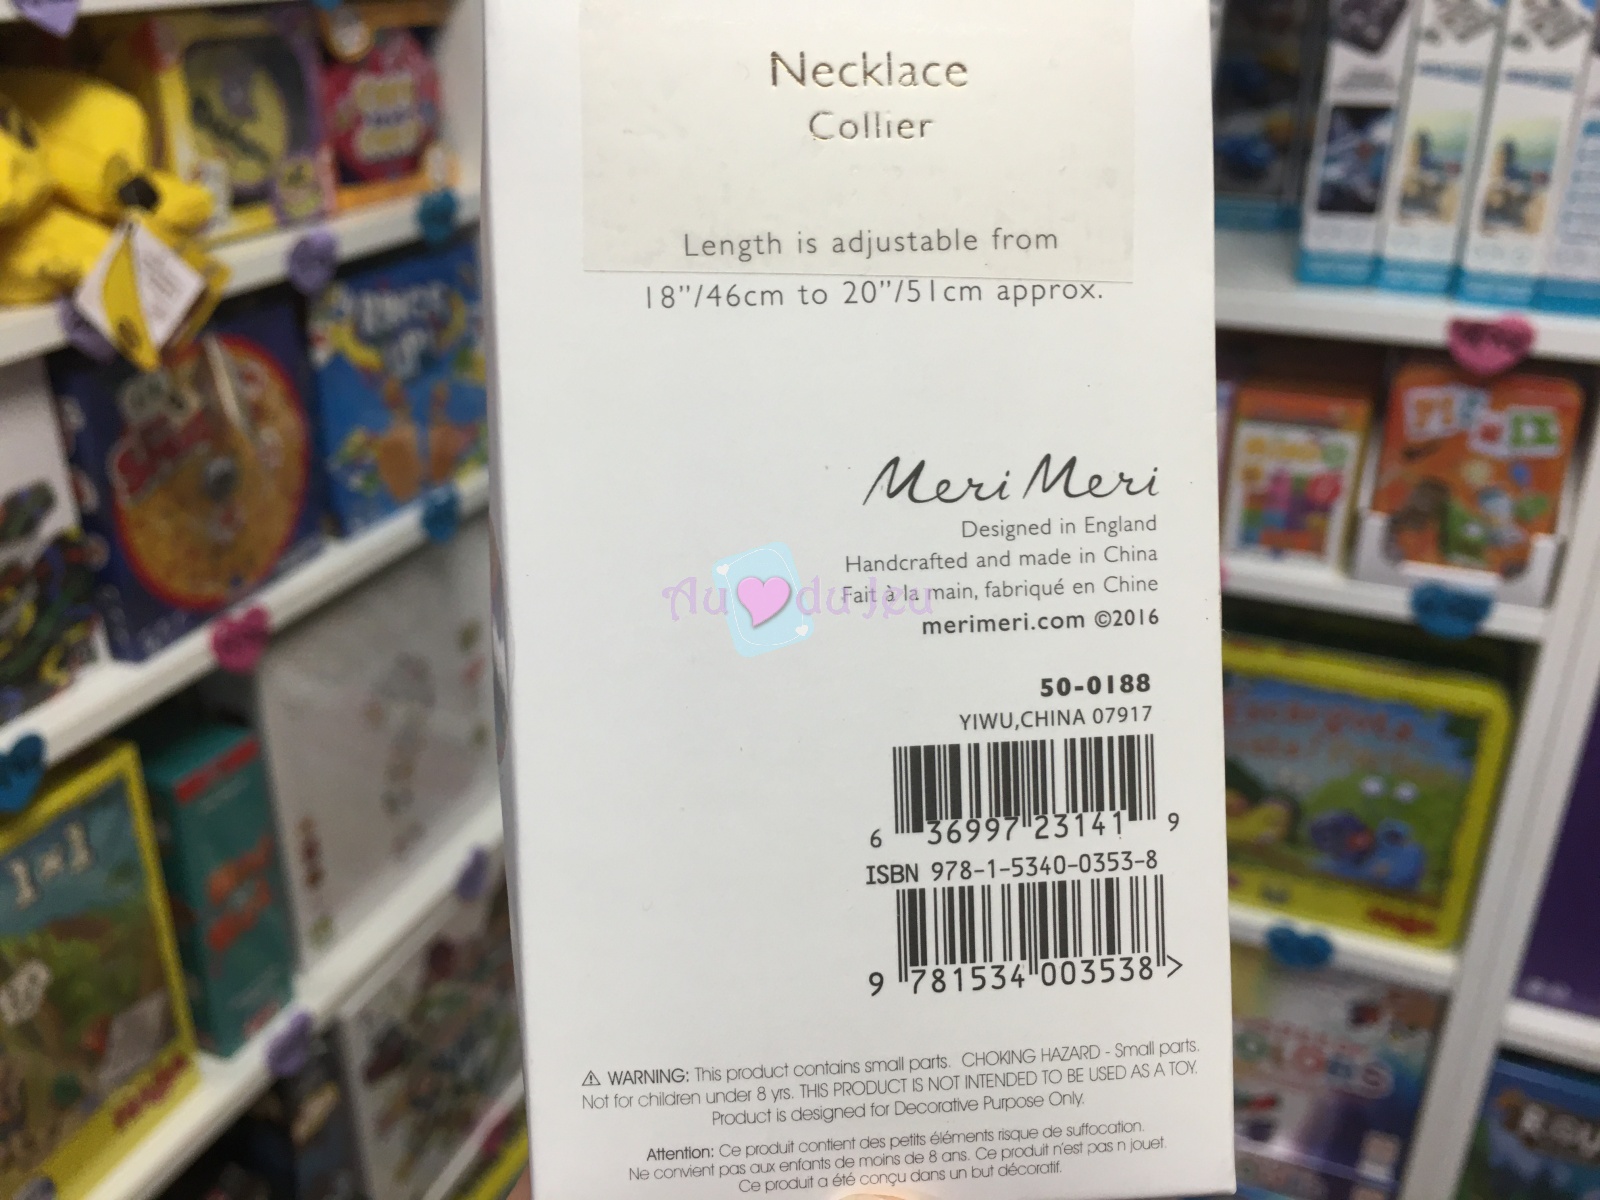 Necklace
Collier
Length is adjustable from
18"/46cm to 20"/51cm approx.
Meri Meri
Designed in England
Handcrafted and made in China
Fait à la main, fabriqué en Chine
merimeri.com ©2016
Au du Jeu
50-0188
YIWU,CHINA 07917
6 36997 23141 9
ISBN 978-1-5340-0353-8
9 781534 003538 >
⚠ WARNING: This product contains small parts. CHOKING HAZARD - Small parts.
Not for children under 8 yrs. THIS PRODUCT IS NOT INTENDED TO BE USED AS A TOY.
Product is designed for Decorative Purpose Only.
Attention: Ce produit contient des petits éléments risque de suffocation.
Ne convient pas aux enfants de moins de 8 ans. Ce produit n'est pas n jouet.
Ce produit a été conçu dans un but décoratif.
1x1